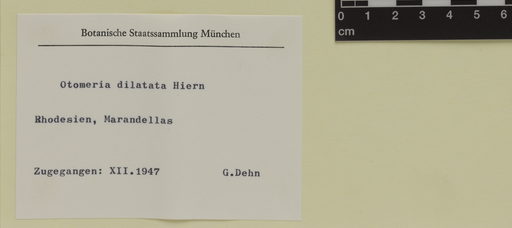 Botanische Staatssammlung München
Otomeria dilatata Hiern
Rhodesien, Marandellas
Zugegangen: XII.1947 G.Dehn
0 1 2 3 4 5 6
cm